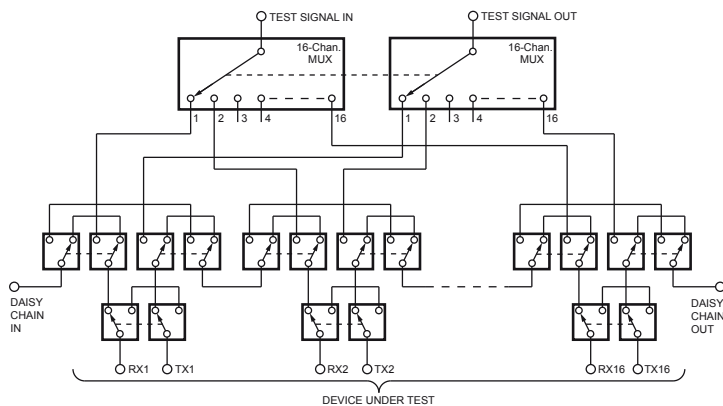 TEST SIGNAL IN
TEST SIGNAL OUT
16-Chan.
MUX
16-Chan.
MUX
1 2 3 4 16
1 2 3 4 16
DAISY
CHAIN
IN
DAISY
CHAIN
OUT
RX1 TX1 RX2 TX2 RX16 TX16
DEVICE UNDER TEST